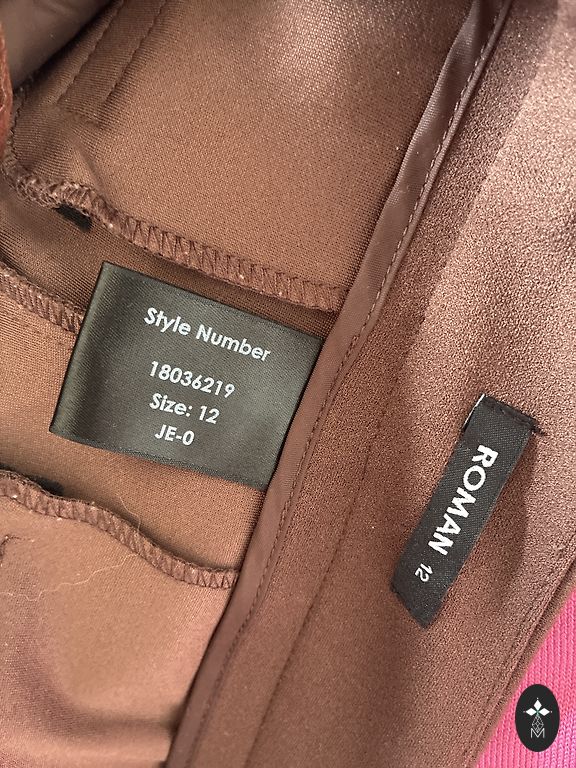 Style Number
18036219
Size: 12
JE-0
ROMAN 12
M